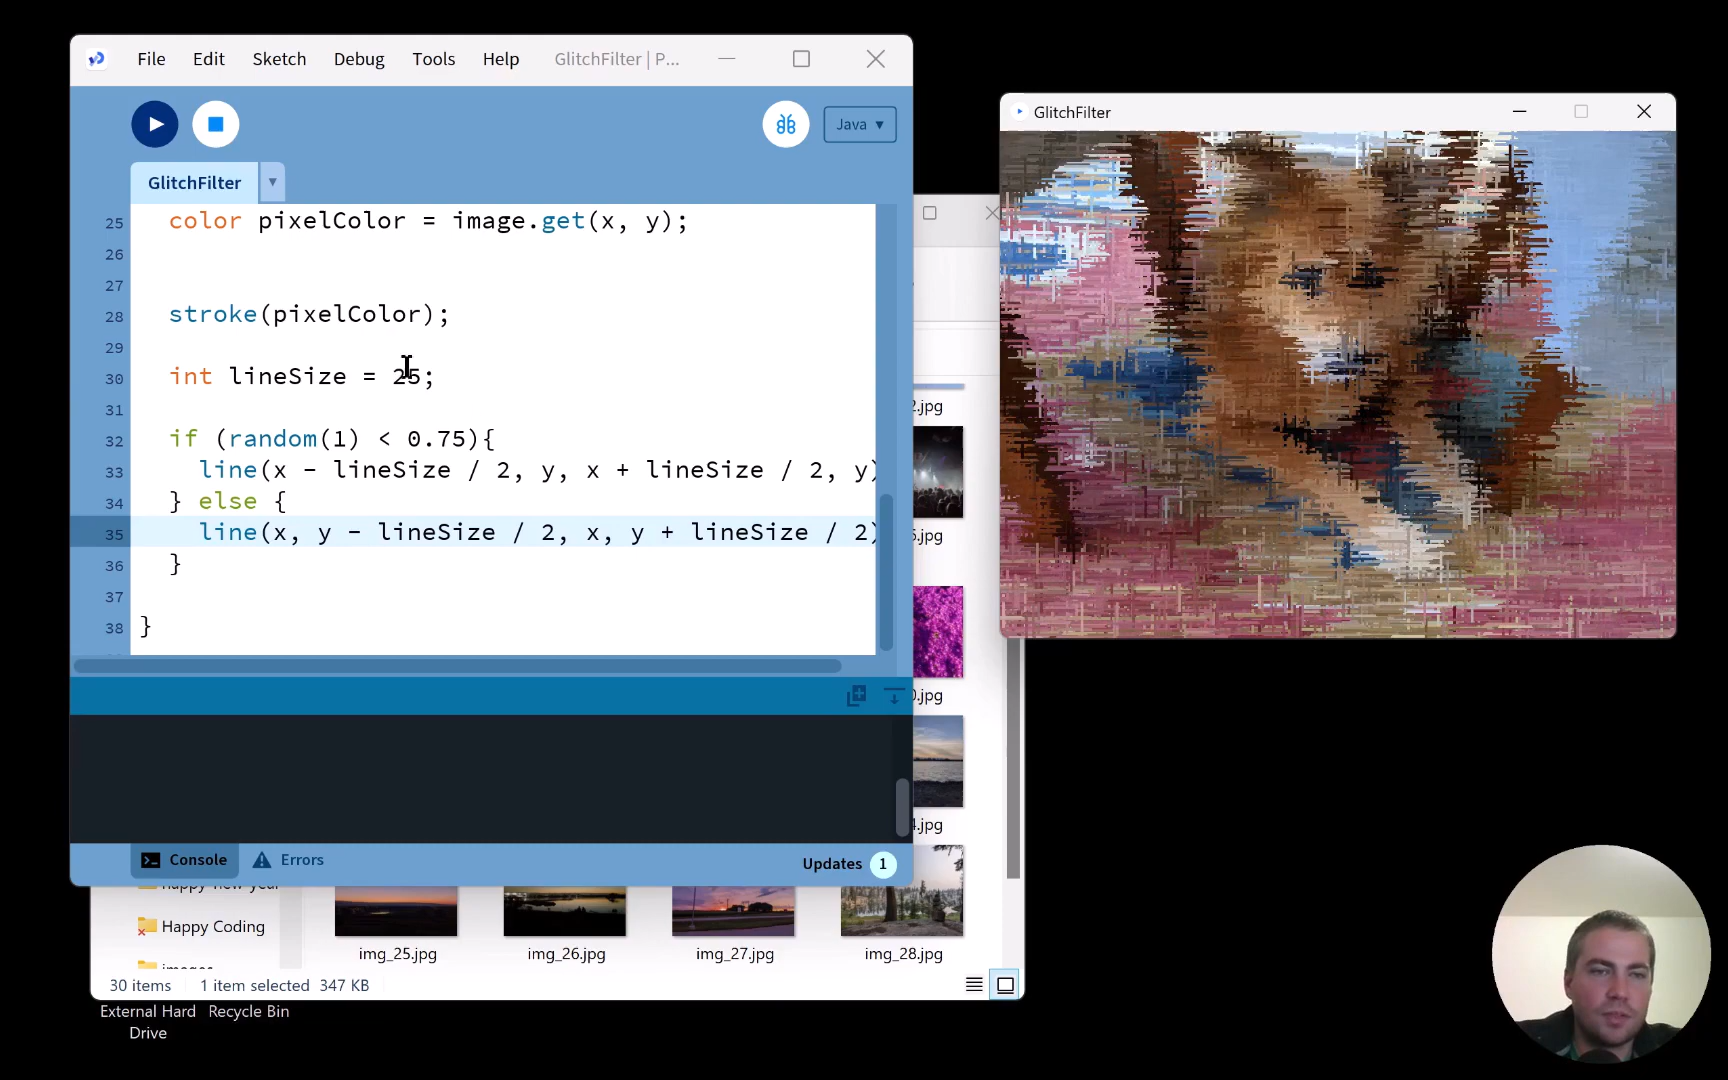 File Edit Sketch Debug Tools Help GlitchFilter | P...
Java ▼
GlitchFilter ▼
25 color pixelColor = image.get(x, y);
26
27
28 stroke(pixelColor);
29
30 int lineSize = 25;
31
32 if (random(1) < 0.75){
33 line(x - lineSize / 2, y, x + lineSize / 2, y)
34 } else {
35 line(x, y - lineSize / 2, x, y + lineSize / 2)
36 }
37
38 }
Console Errors
Updates 1
GlitchFilter
2.jpg
.jpg
0.jpg
.jpg
Happy Coding
img_25.jpg img_26.jpg img_27.jpg img_28.jpg
30 items 1 item selected 347 KB
External Hard Drive
Recycle Bin